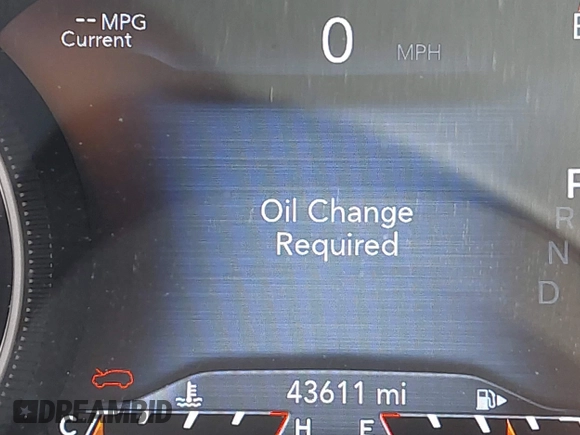 -- MPG
Current
0 MPH
P
R
N
D
Oil Change
Required
43611 mi
C H E
DREAMBID